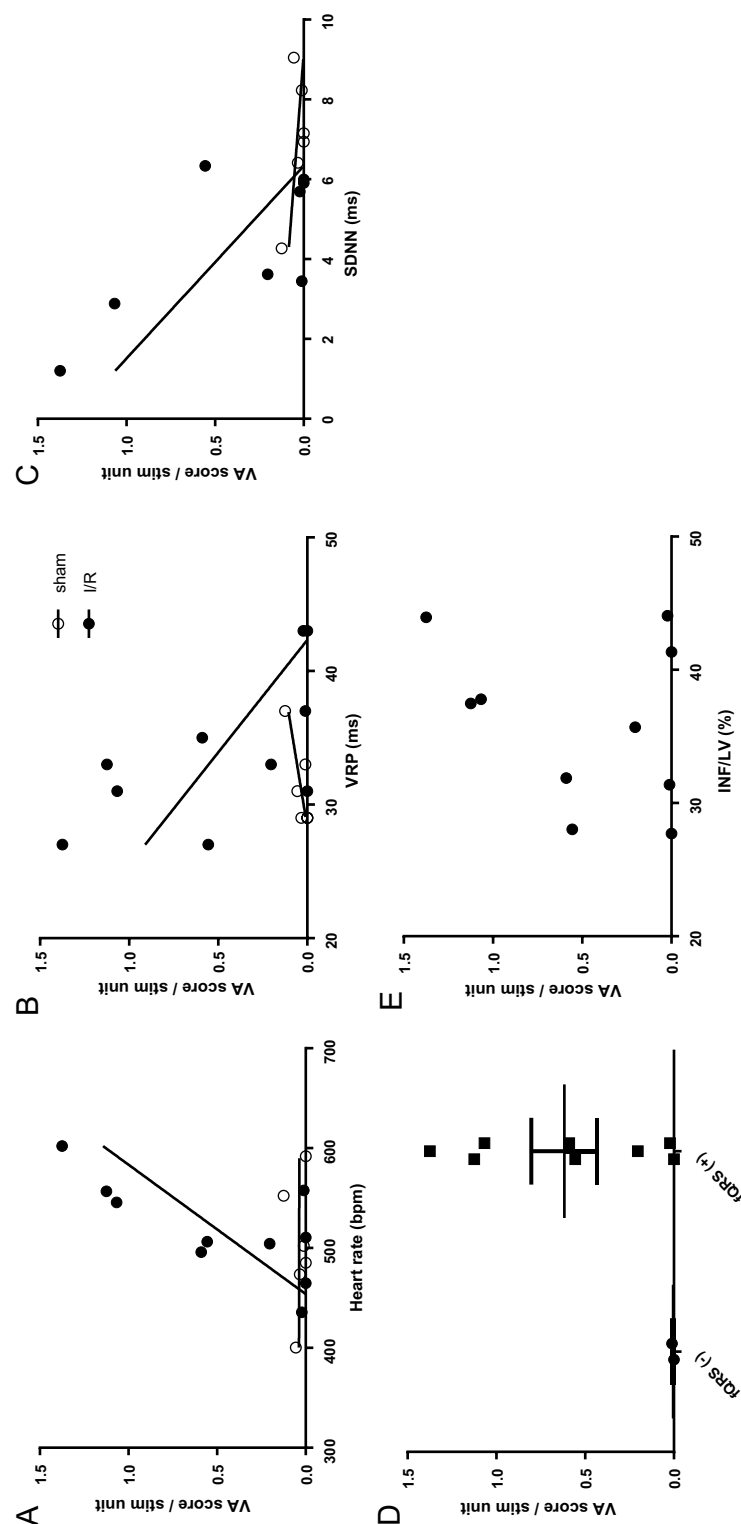 A
VA score / stim unit
1.5
1.0
0.5
0.0
300
400
500
600
700
Heart rate (bpm)
B
VA score / stim unit
1.5
1.0
0.5
0.0
20
30
40
50
VRP (ms)
sham
I/R
C
VA score / stim unit
1.5
1.0
0.5
0.0
0
2
4
6
8
10
SDNN (ms)
D
VA score / stim unit
1.5
1.0
0.5
0.0
fQRS (-)
fQRS (+)
E
VA score / stim unit
1.5
1.0
0.5
0.0
20
30
40
50
INF/LV (%)